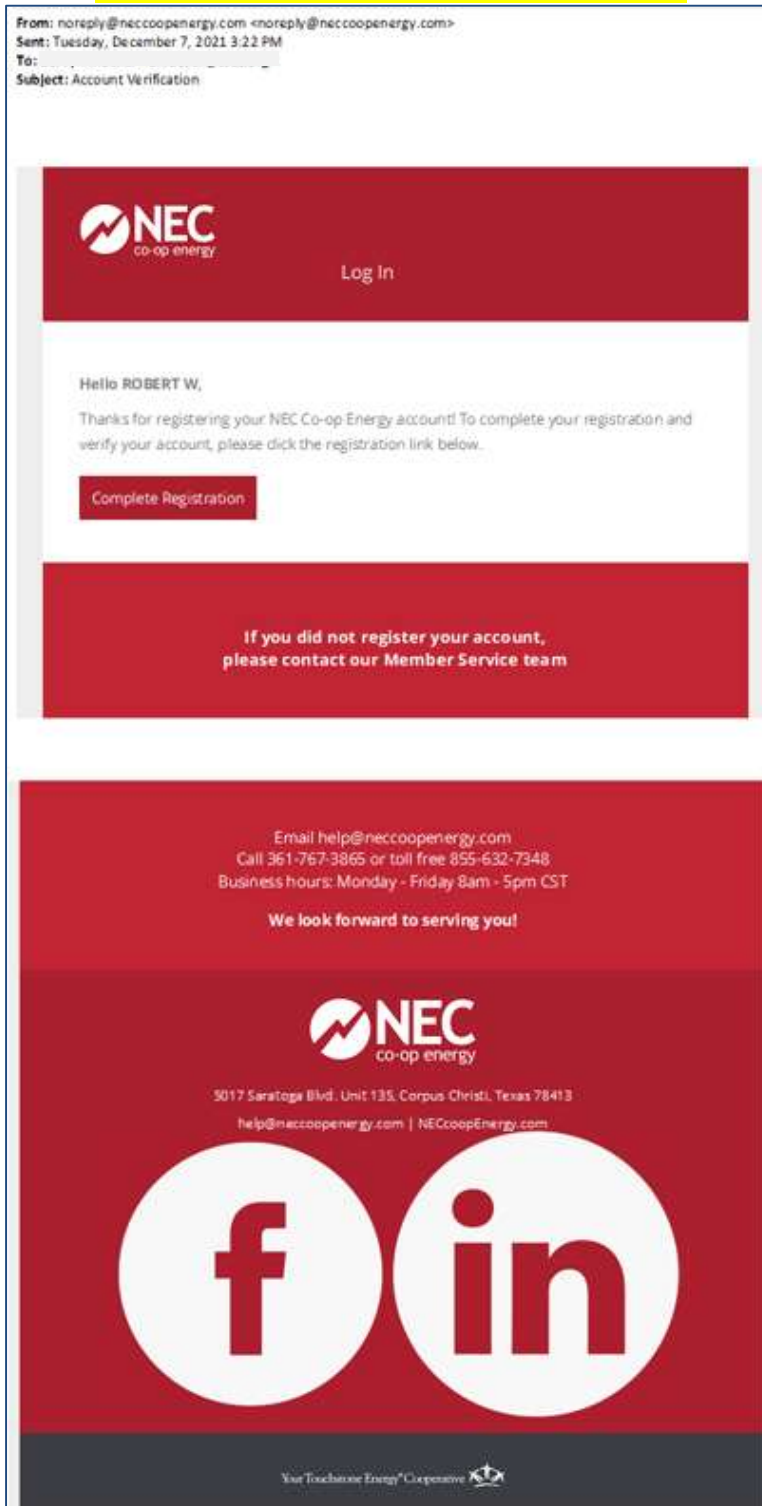 From: noreply@neccoopenergy.com <noreply@neccoopenergy.com>
Sent: Tuesday, December 7, 2021 3:22 PM
To:
Subject: Account Verification
NEC
co-op energy
Log In
Hello ROBERT W,
Thanks for registering your NEC Co-op Energy account! To complete your registration and
verify your account, please click the registration link below.
Complete Registration
If you did not register your account,
please contact our Member Service team
Email help@neccoopenergy.com
Call 361-767-3865 or toll free 855-632-7348
Business hours: Monday - Friday 8am - 5pm CST
We look forward to serving you!
NEC
co-op energy
5017 Saratoga Blvd. Unit 135, Corpus Christi, Texas 78413
help@neccoopenergy.com | NECcoopEnergy.com
f in
Your Touchstone Energy® Cooperative